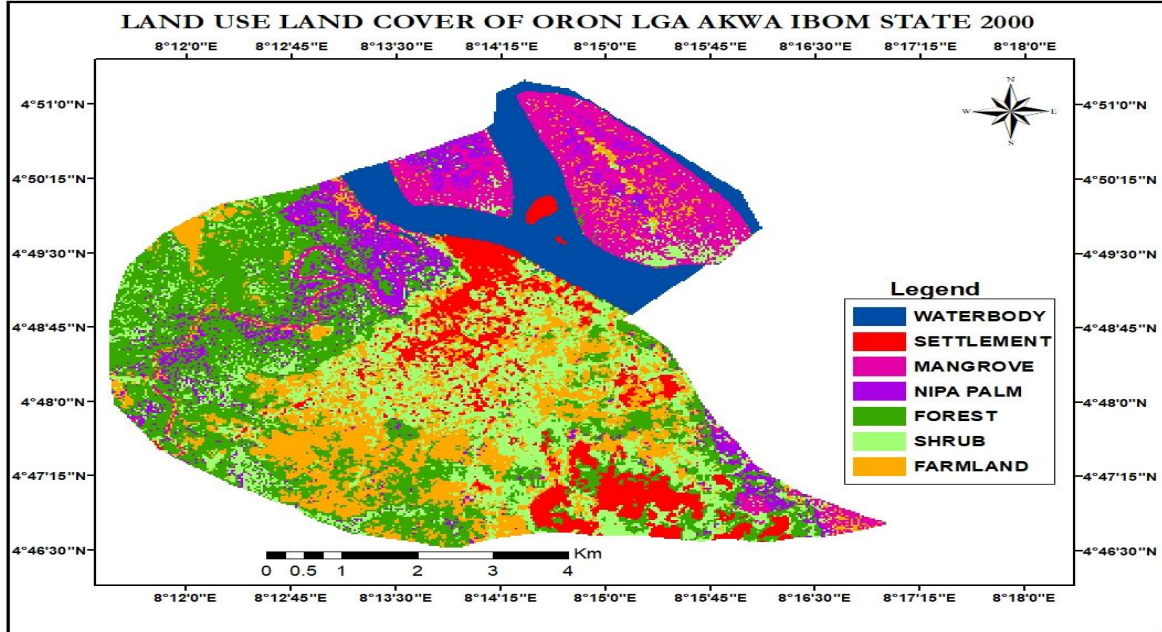 LAND USE LAND COVER OF ORON LGA AKWA IBOM STATE 2000
8°12'0"E 8°12'45"E 8°13'30"E 8°14'15"E 8°15'0"E 8°15'45"E 8°16'30"E 8°17'15"E 8°18'0"E
N
W E
S
4°51'0"N 4°51'0"N
4°50'15"N 4°50'15"N
4°49'30"N 4°49'30"N
4°48'45"N 4°48'45"N
4°48'0"N 4°48'0"N
4°47'15"N 4°47'15"N
4°46'30"N 4°46'30"N
Legend
WATERBODY
SETTLEMENT
MANGROVE
NIPA PALM
FOREST
SHRUB
FARMLAND
Km
0 0.5 1 2 3 4
8°12'0"E 8°12'45"E 8°13'30"E 8°14'15"E 8°15'0"E 8°15'45"E 8°16'30"E 8°17'15"E 8°18'0"E